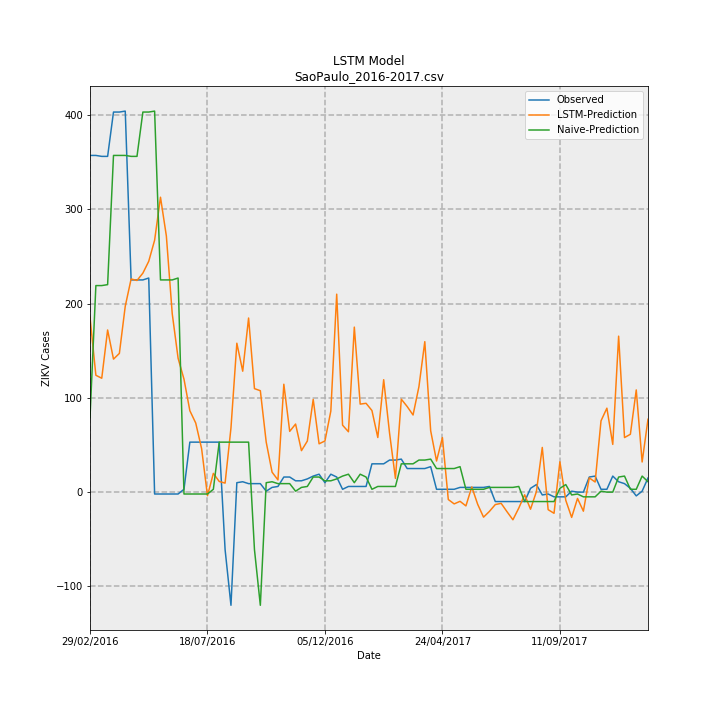 LSTM Model
SaoPaulo_2016-2017.csv
Observed
LSTM-Prediction
Naive-Prediction
ZIKV Cases
400
300
200
100
0
−100
29/02/2016
18/07/2016
05/12/2016
24/04/2017
11/09/2017
Date